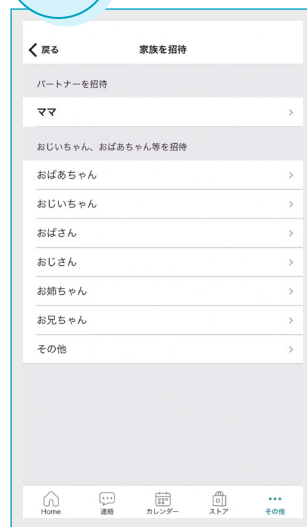 戻る 家族を招待
パートナーを招待
ママ
おじいちゃん、おばあちゃん等を招待
おばあちゃん
おじいちゃん
おばさん
おじさん
お姉ちゃん
お兄ちゃん
その他
Home 連絡 カレンダー ストア その他